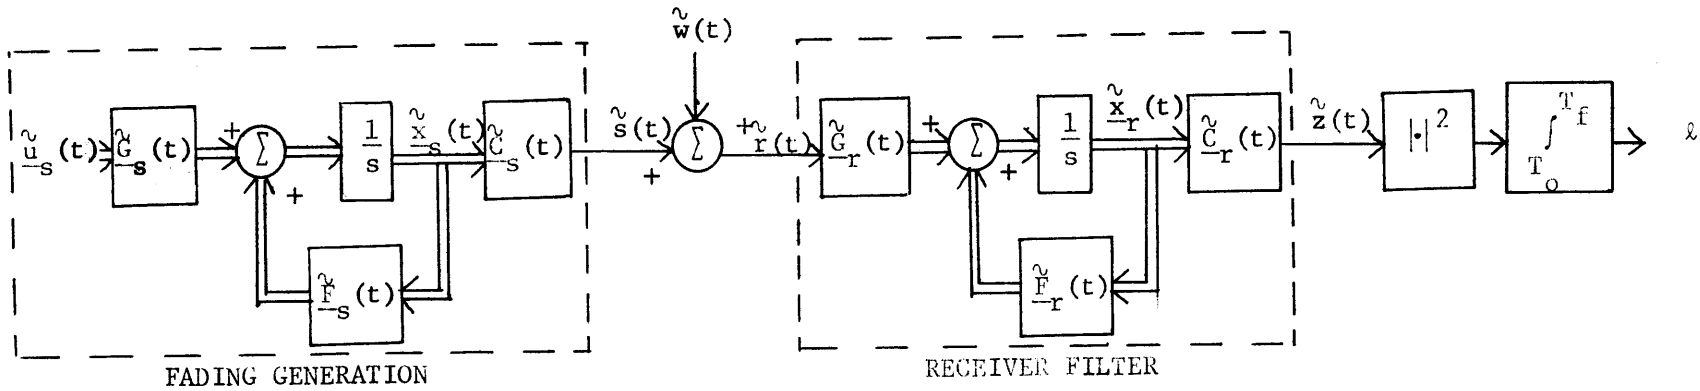 w̃(t)
ũ_s(t) G̃_s(t) + Σ + 1/s x̃_s(t) C̃_s(t) s̃(t) + Σ + r̃(t) G̃_r(t) + Σ + 1/s x̃_r(t) C̃_r(t) z̃(t) |·|² ∫_{T_o}^{T_f} ℓ
F̃_s(t) F̃_r(t)
FADING GENERATION RECEIVER FILTER